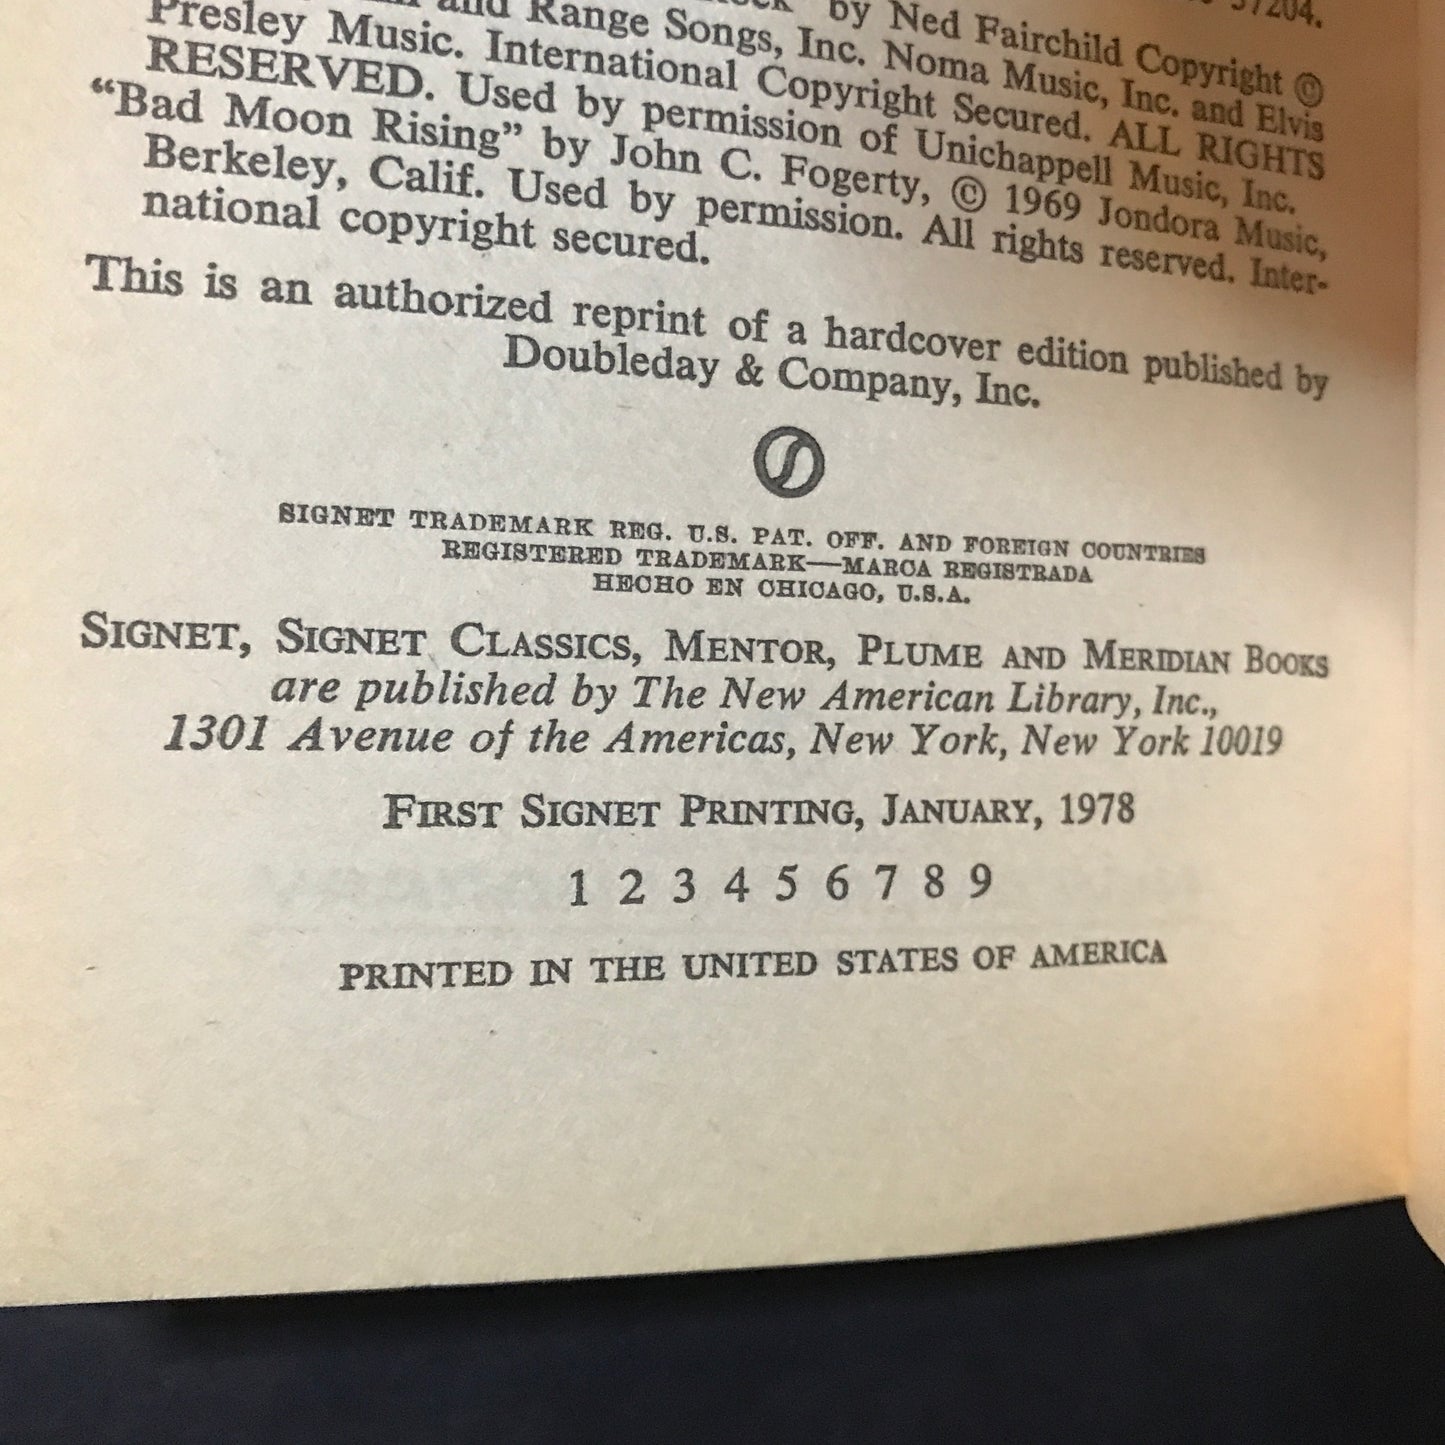 37204.
by Ned Fairchild Copyright ©
and Range Songs, Inc. Noma Music, Inc. and Elvis
Presley Music. International Copyright Secured. ALL RIGHTS
RESERVED. Used by permission of Unichappell Music, Inc.
“Bad Moon Rising” by John C. Fogerty, © 1969 Jondora Music,
Berkeley, Calif. Used by permission. All rights reserved. Inter-
national copyright secured.
This is an authorized reprint of a hardcover edition published by
Doubleday & Company, Inc.
SIGNET TRADEMARK REG. U.S. PAT. OFF. AND FOREIGN COUNTRIES
REGISTERED TRADEMARK—MARCA REGISTRADA
HECHO EN CHICAGO, U.S.A.
SIGNET, SIGNET CLASSICS, MENTOR, PLUME AND MERIDIAN BOOKS
are published by The New American Library, Inc.,
1301 Avenue of the Americas, New York, New York 10019
FIRST SIGNET PRINTING, JANUARY, 1978
1 2 3 4 5 6 7 8 9
PRINTED IN THE UNITED STATES OF AMERICA